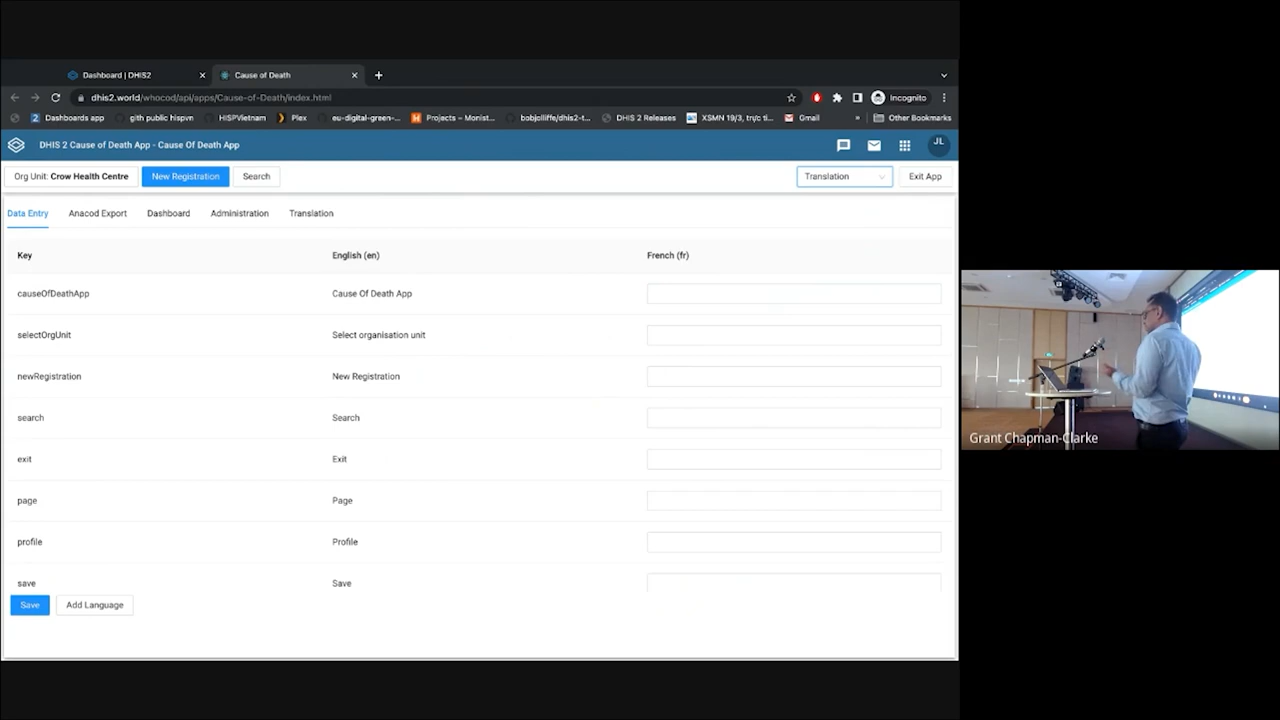 Dashboard | DHIS2
Cause of Death
dhis2.world/whocod/api/apps/Cause-of-Death/index.html
Incognito
Dashboards app
gith public hispvn
HISPVietnam
Plex
eu-digital-green-...
Projects – Monist...
bobjolliffe/dhis2-t...
DHIS 2 Releases
XSMN 19/3, trực ti...
Gmail
»
Other Bookmarks
DHIS 2 Cause of Death App - Cause Of Death App
JL
Org Unit: Crow Health Centre
New Registration
Search
Translation
Exit App
Data Entry
Anacod Export
Dashboard
Administration
Translation
Key
English (en)
French (fr)
causeOfDeathApp
Cause Of Death App
selectOrgUnit
Select organisation unit
newRegistration
New Registration
search
Search
exit
Exit
page
Page
profile
Profile
save
Save
Save
Add Language
Grant Chapman-Clarke